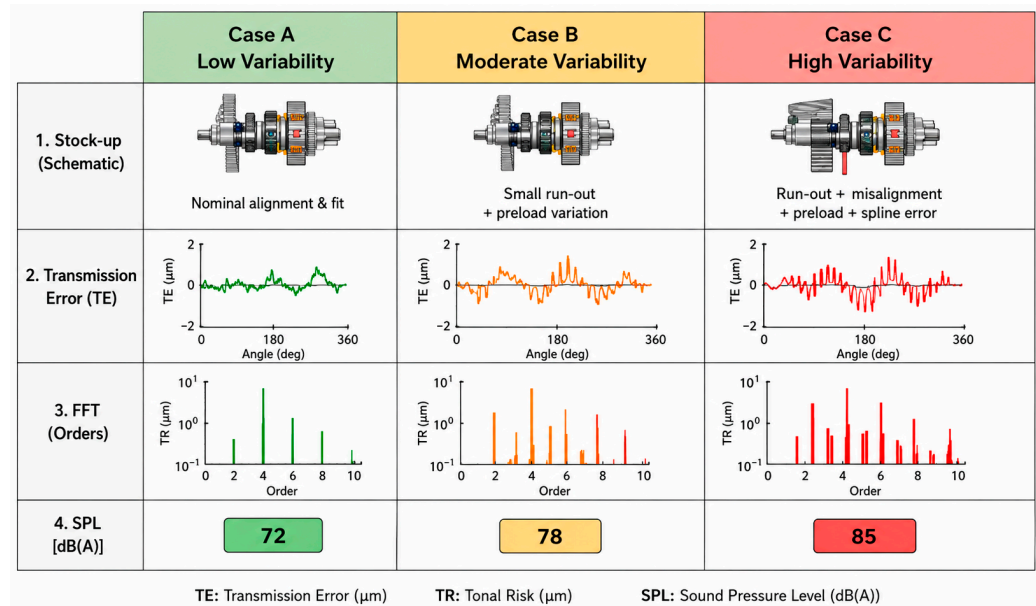 Case A
Low Variability
Case B
Moderate Variability
Case C
High Variability
1. Stock-up
(Schematic)
Nominal alignment & fit
Small run-out
+ preload variation
Run-out + misalignment
+ preload + spline error
2. Transmission
Error (TE)
TE (μm)
2
0
−2
0
180
360
Angle (deg)
TE (μm)
2
0
−2
0
180
360
Angle (deg)
TE (μm)
2
0
−2
0
180
360
Angle (deg)
3. FFT
(Orders)
TR (μm)
10¹
10⁰
10⁻¹
0 2 4 6 8 10
Order
TR (μm)
10¹
10⁰
10⁻¹
0 2 4 6 8 10
Order
TR (μm)
10¹
10⁰
10⁻¹
0 2 4 6 8 10
Order
4. SPL
[dB(A)]
72
78
85
TE: Transmission Error (μm) TR: Tonal Risk (μm) SPL: Sound Pressure Level (dB(A))